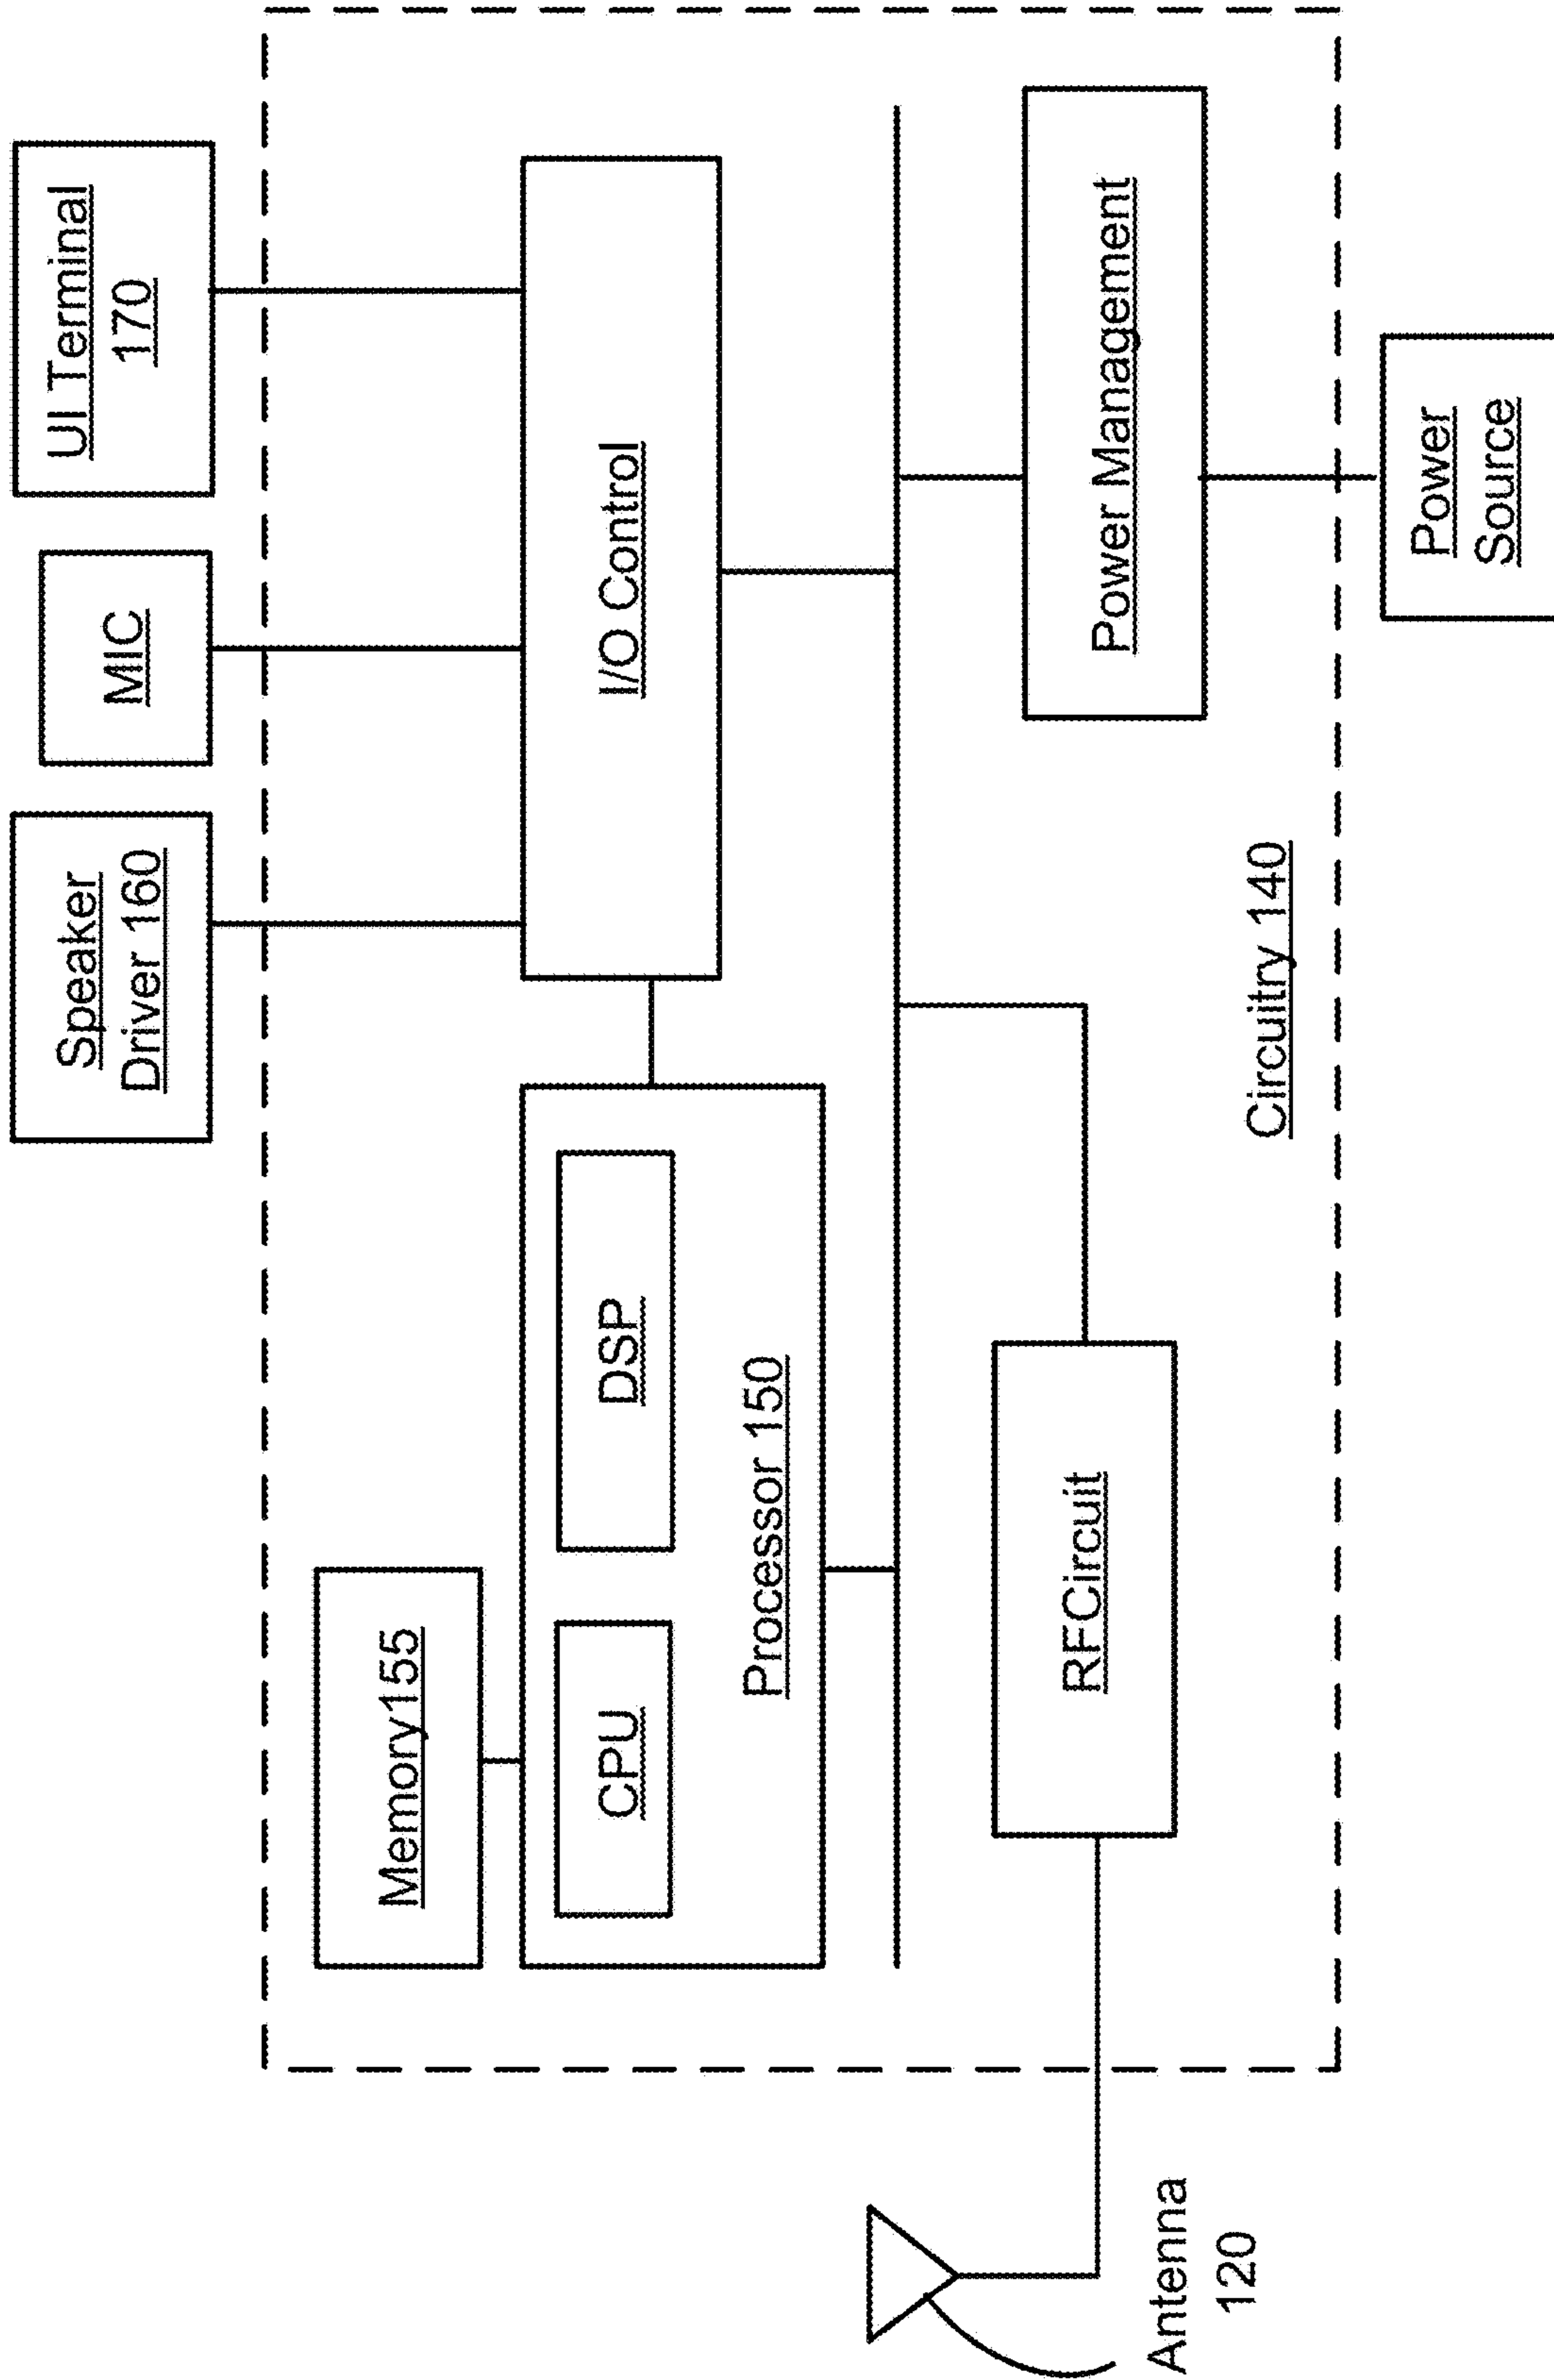 Speaker
Driver 160
MIC
UI Terminal
170
Memory155
CPU
DSP
Processor 150
I/O Control
RFCircuit
Power Management
Circuitry 140
Antenna
120
Power
Source